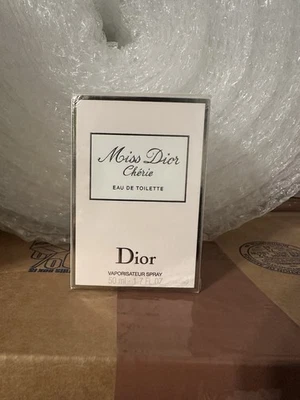 Miss Dior
Chérie
EAU DE TOILETTE
Dior
VAPORISATEUR SPRAY
50 ml - 1.7 FL.OZ